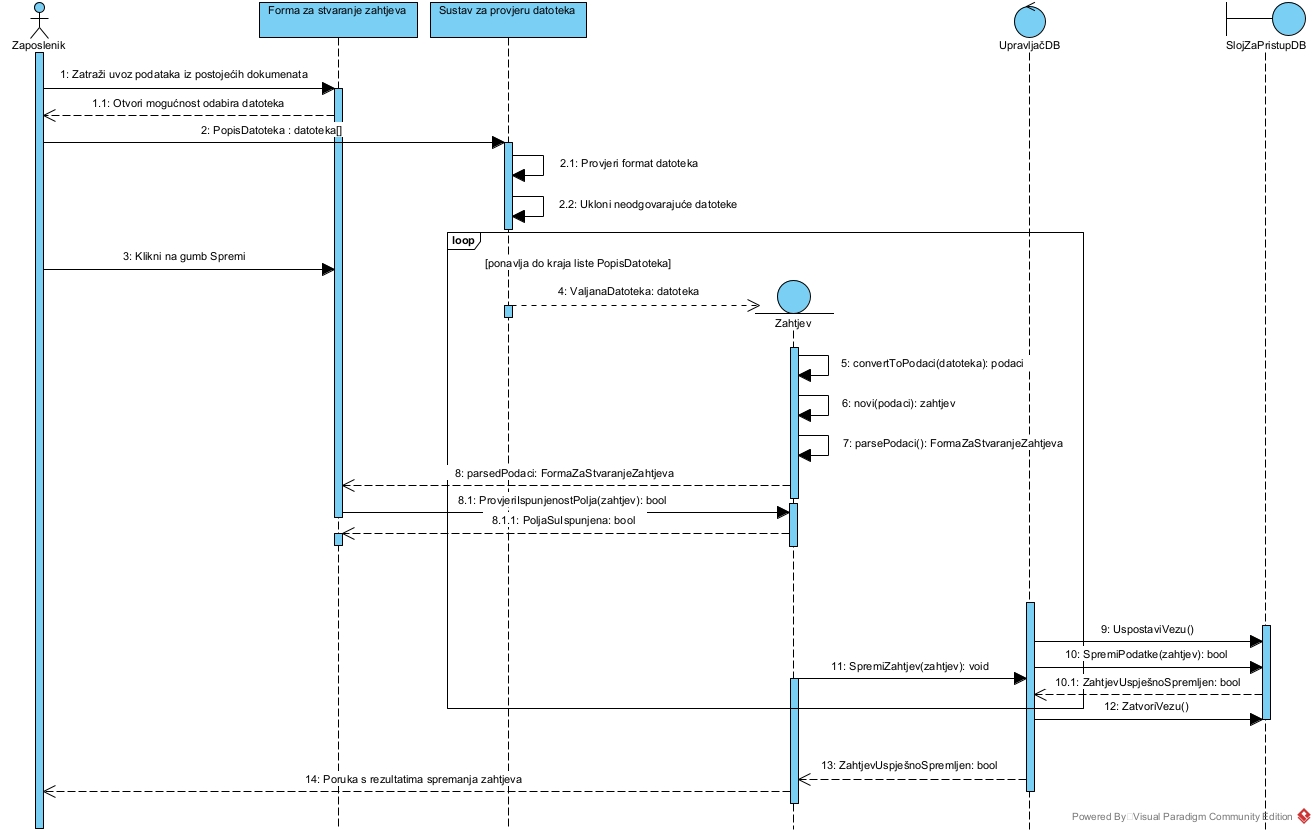 Forma za stvaranje zahtjeva
Sustav za provjeru datoteka
Zaposlenik
UpravljačDB
SlojZaPristupDB
1: Zatraži uvoz podataka iz postojećih dokumenata
1.1: Otvori mogućnost odabira datoteka
2: PopisDatoteka : datoteka[]
2.1: Provjeri format datoteka
2.2: Ukloni neodgovarajuće datoteke
loop
3: Klikni na gumb Spremi
[ponavlja do kraja liste PopisDatoteka]
4: ValjanaDatoteka: datoteka
Zahtjev
5: convertToPodaci(datoteka): podaci
6: novi(podaci): zahtjev
7: parsePodaci(): FormaZaStvaranjeZahtjeva
8: parsedPodaci: FormaZaStvaranjeZahtjeva
8.1: ProvjeriIspunjenostPolja(zahtjev): bool
8.1.1: PoljaSuIspunjena: bool
9: UspostaviVezu()
10: SpremiPodatke(zahtjev): bool
11: SpremiZahtjev(zahtjev): void
10.1: ZahtjevUspješnoSpremljen: bool
12: ZatvoriVezu()
13: ZahtjevUspješnoSpremljen: bool
14: Poruka s rezultatima spremanja zahtjeva
Powered By Visual Paradigm Community Edition